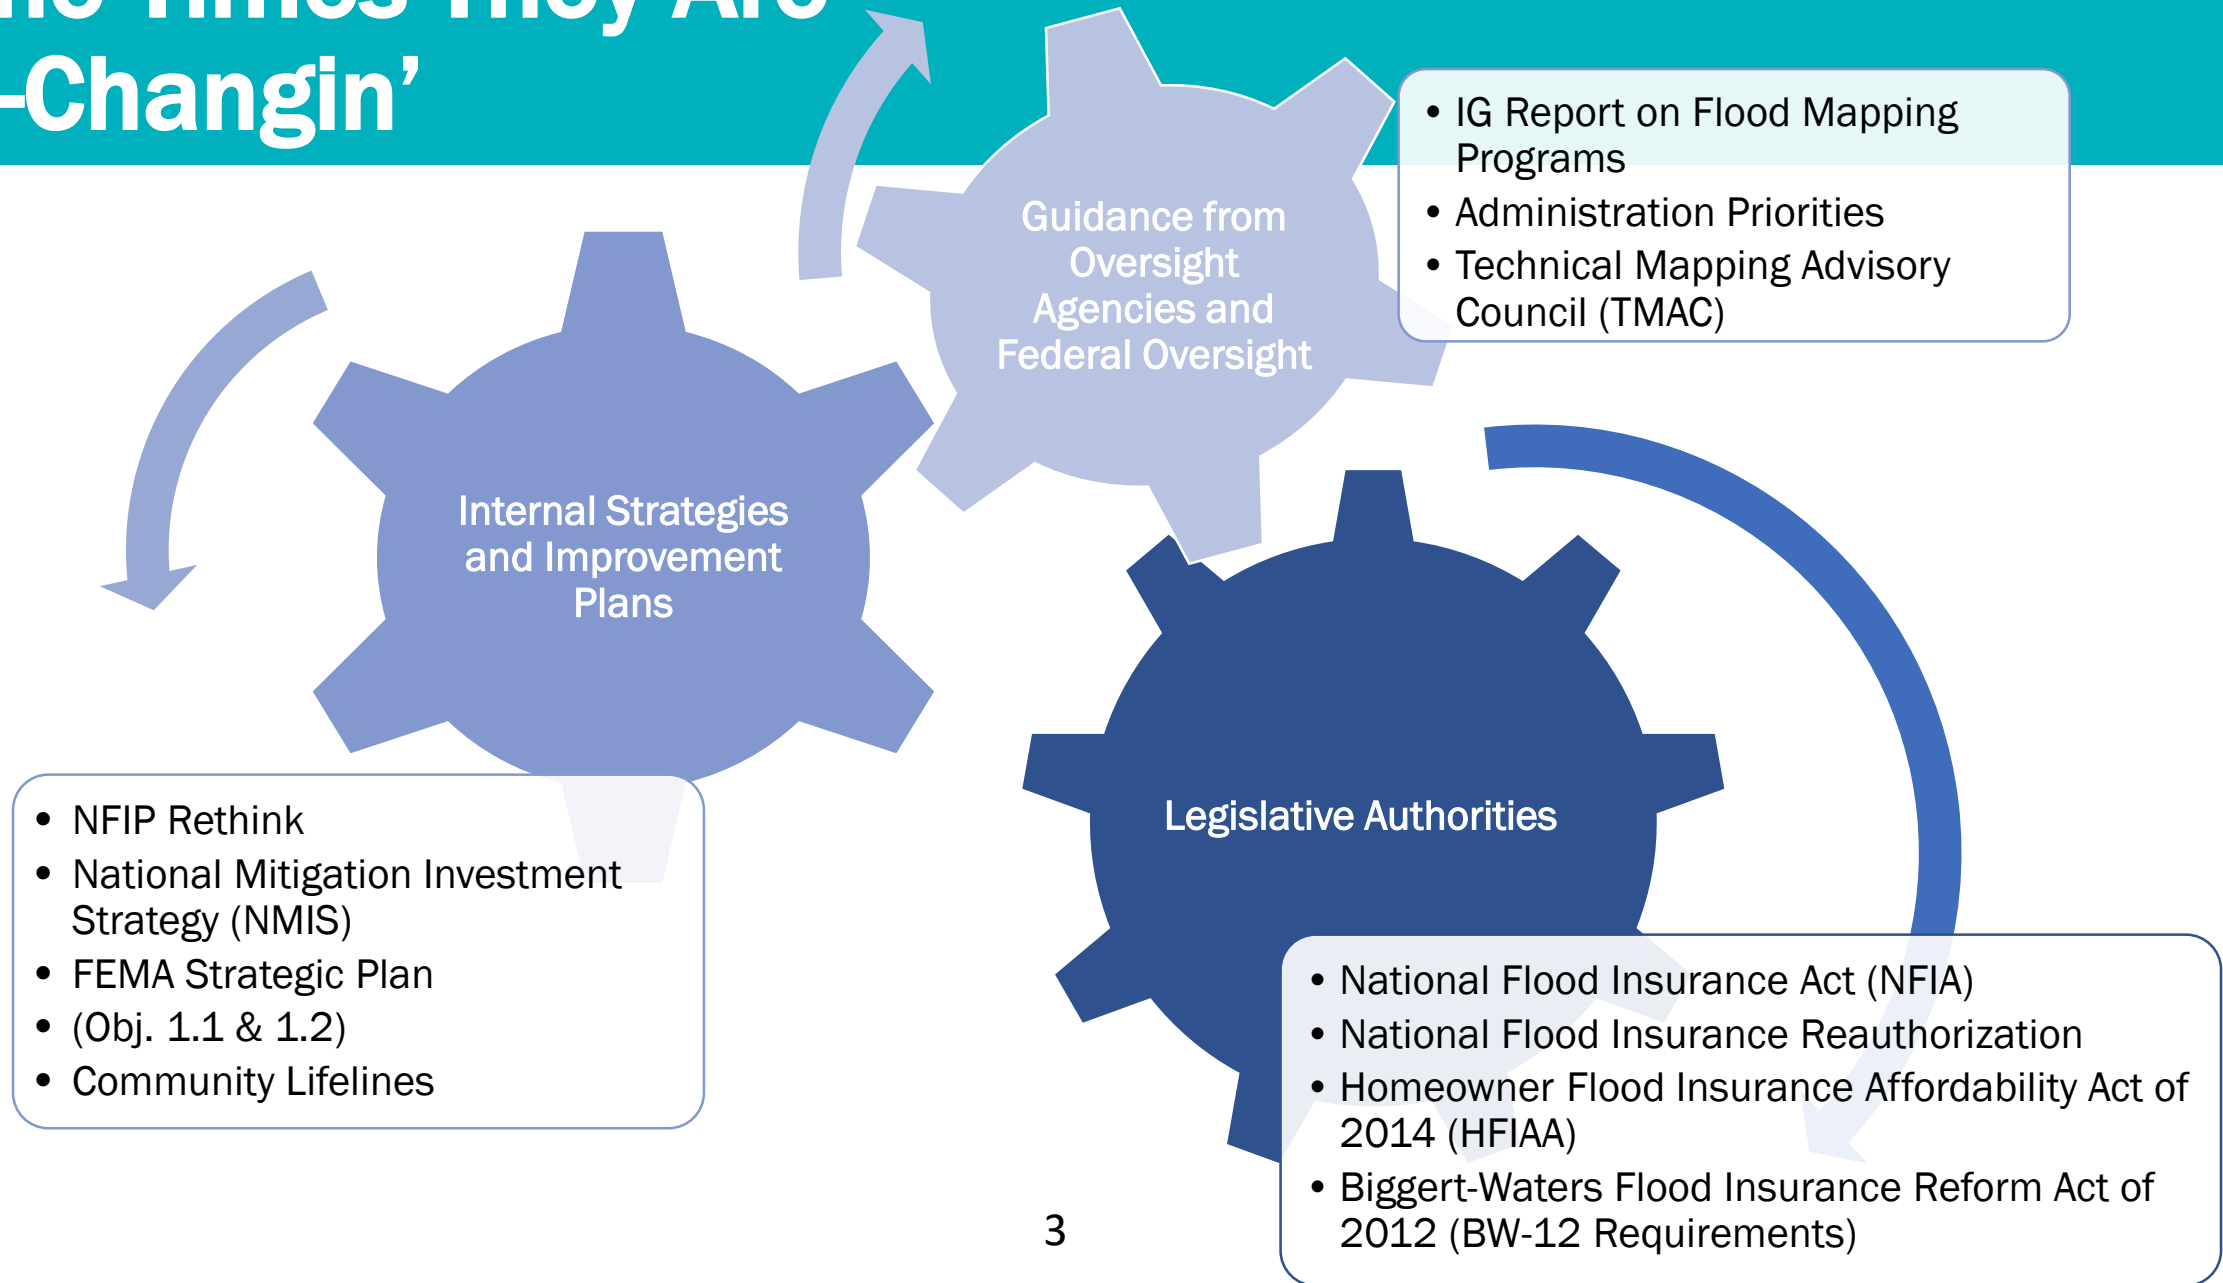 Times They Are
-Changin’
Guidance from
Oversight
Agencies and
Federal Oversight
• IG Report on Flood Mapping
Programs
• Administration Priorities
• Technical Mapping Advisory
Council (TMAC)
Internal Strategies
and Improvement
Plans
• NFIP Rethink
• National Mitigation Investment
Strategy (NMIS)
• FEMA Strategic Plan
• (Obj. 1.1 & 1.2)
• Community Lifelines
Legislative Authorities
• National Flood Insurance Act (NFIA)
• National Flood Insurance Reauthorization
• Homeowner Flood Insurance Affordability Act of
2014 (HFIAA)
• Biggert-Waters Flood Insurance Reform Act of
2012 (BW-12 Requirements)
3